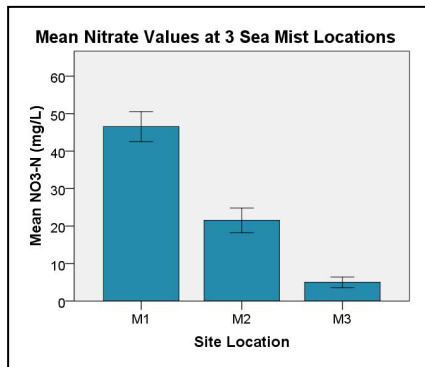 Mean Nitrate Values at 3 Sea Mist Locations
Mean NO3-N (mg/L)
60
50
40
30
20
10
0
M1 M2 M3
Site Location